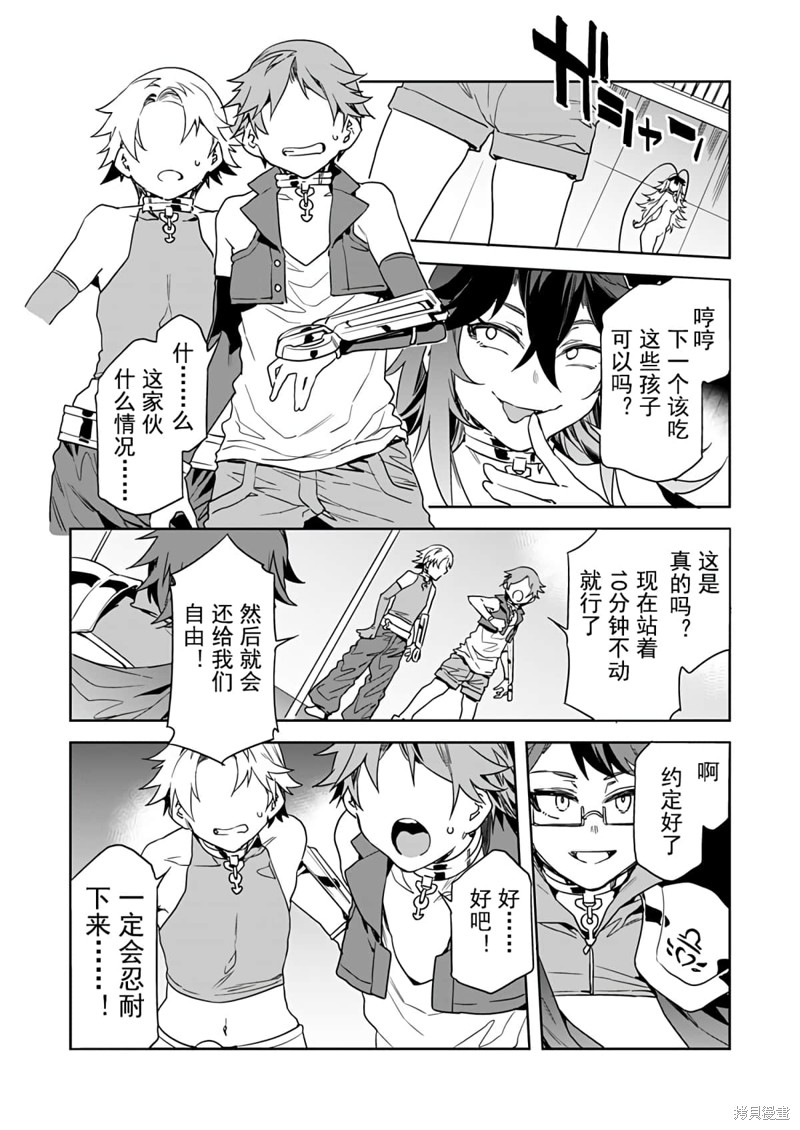 ガシャン
哼哼
下一个该吃
这些孩子
可以吗？
什……么
这家伙
什么情况……
这是
真的吗？
现在站着
10分钟不动
就行了
然后就会
还给我们
自由！
啊
约定好了
好……
好吧！
一定会忍耐
下来……！
拷贝漫畫